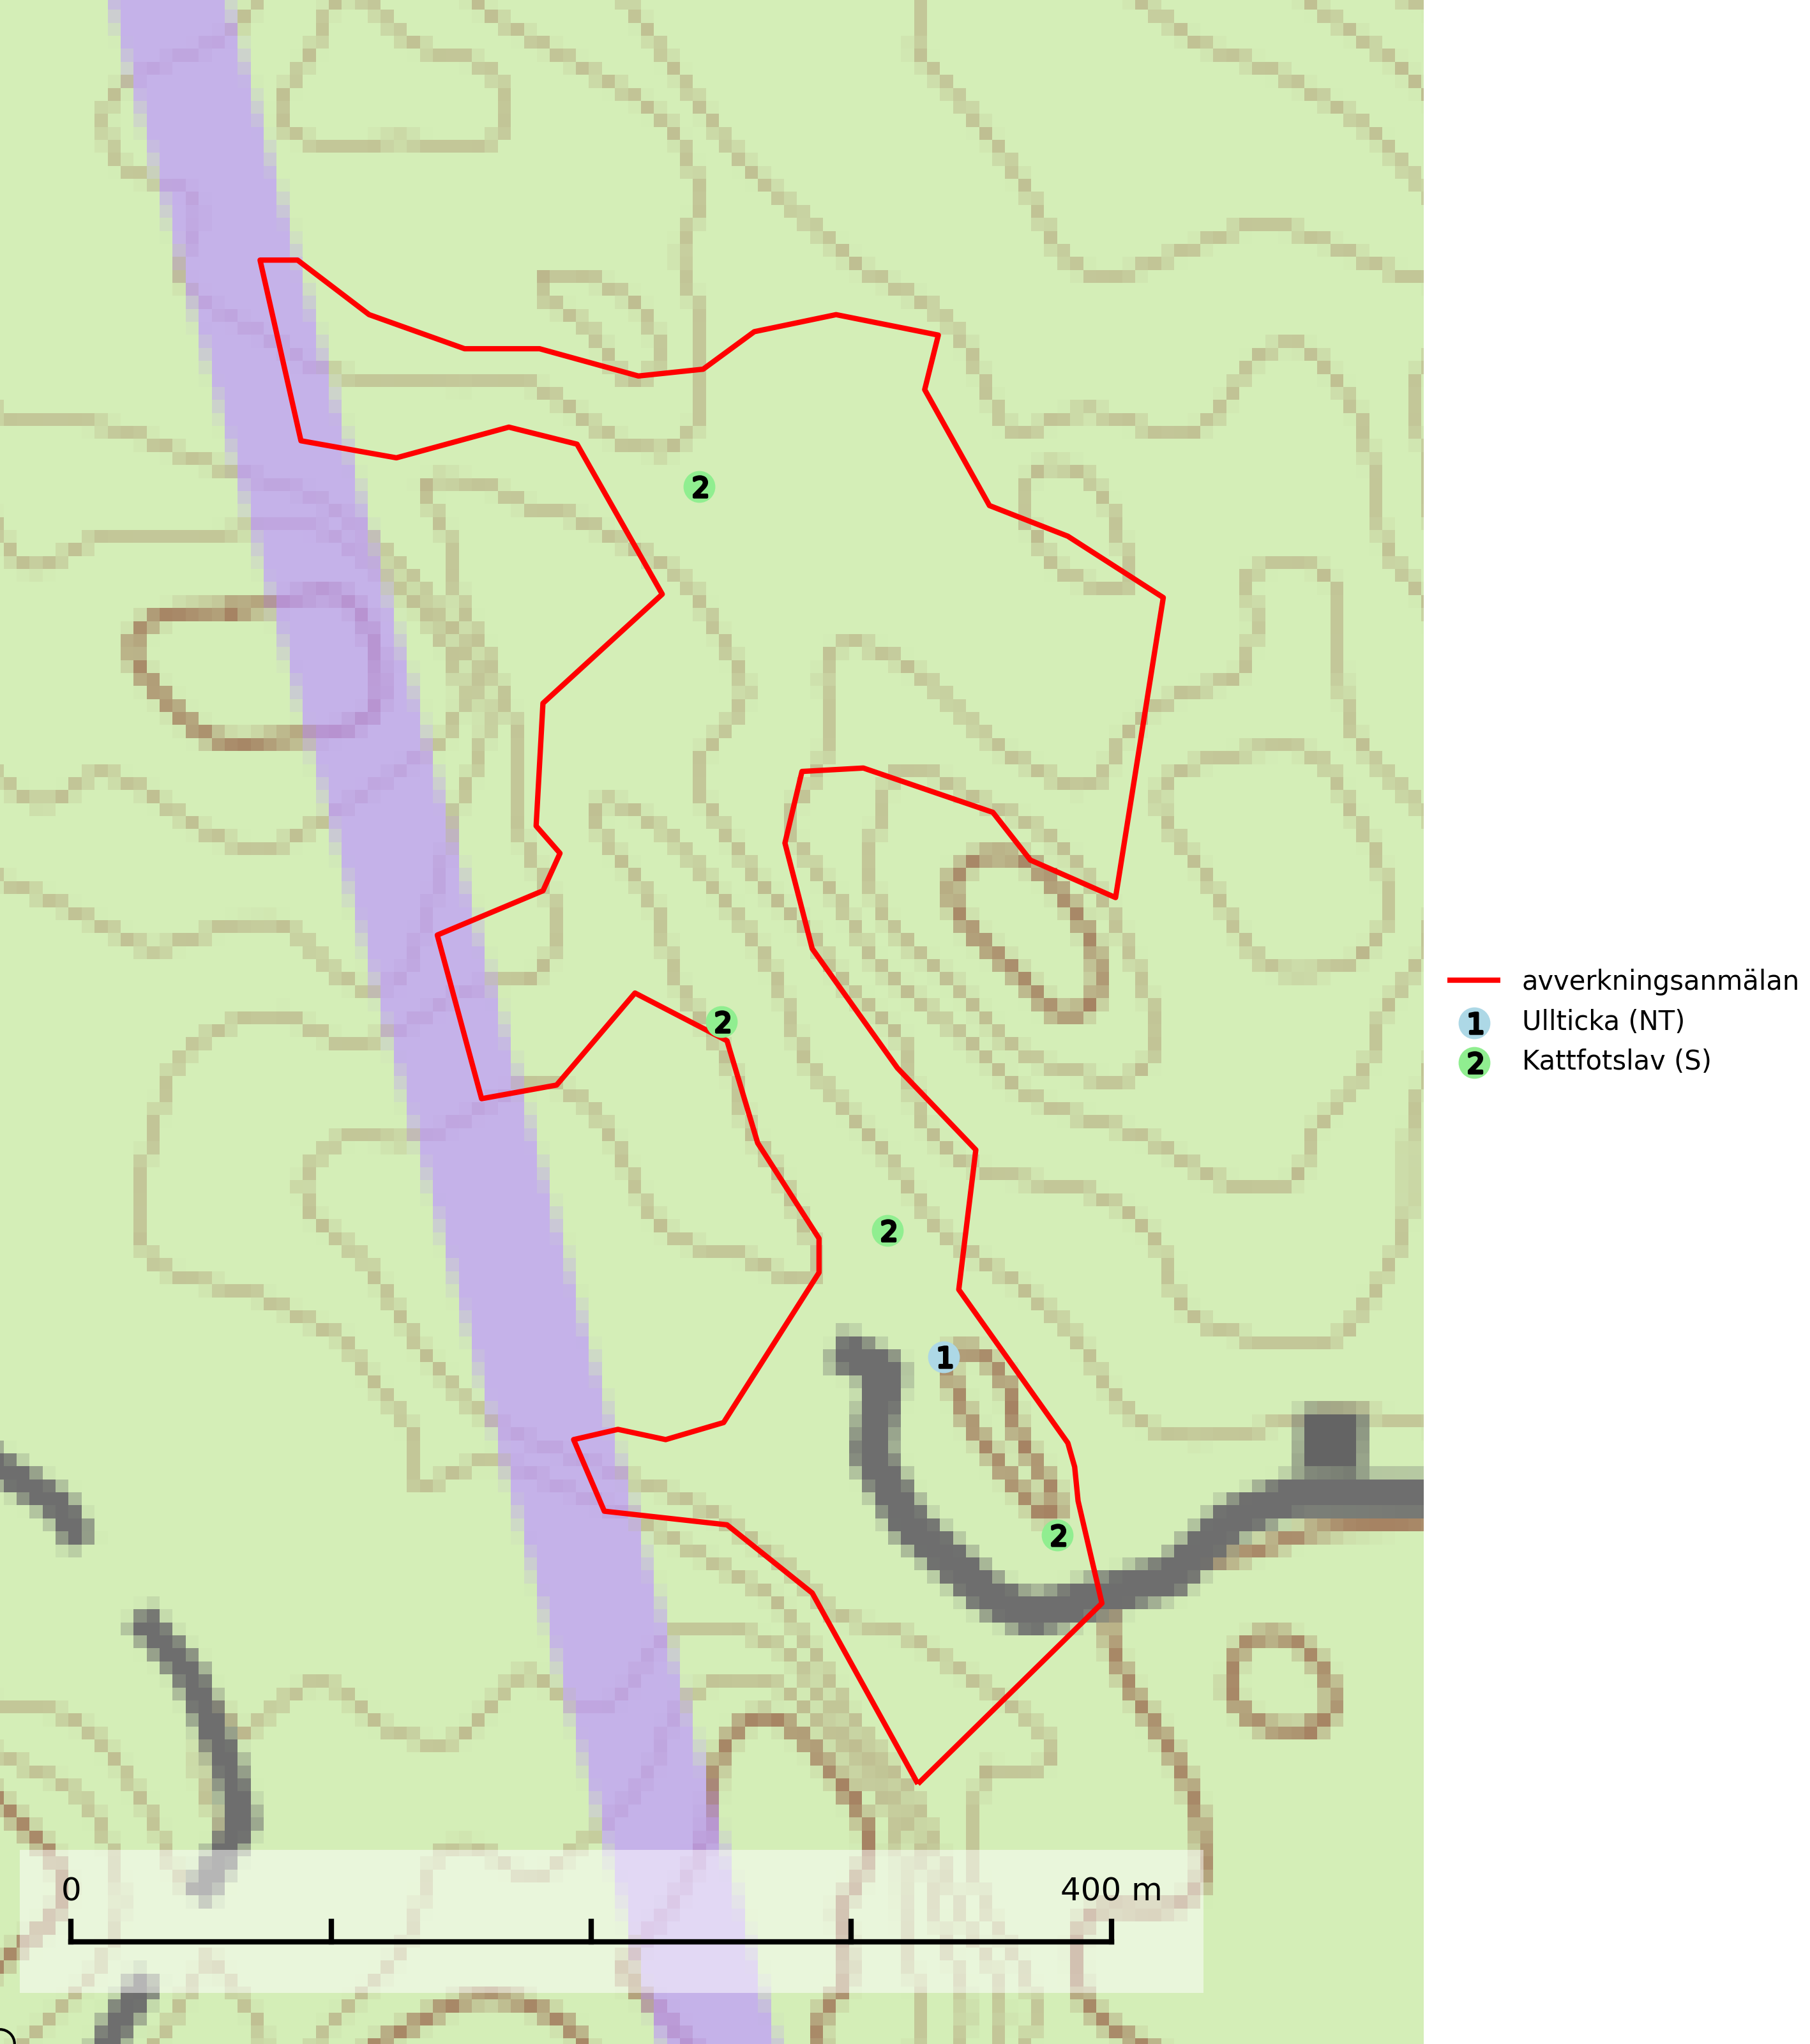 2
2
2
1
2
avverkningsanmälan
1 Ullticka (NT)
2 Kattfotslav (S)
0 400 m